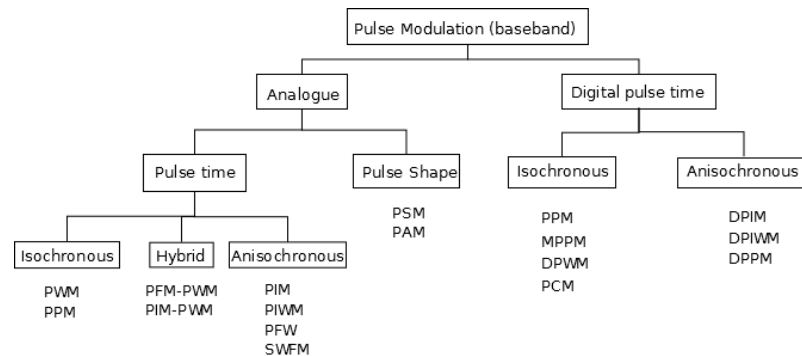 Pulse Modulation (baseband)
Analogue
Digital pulse time
Pulse time
Pulse Shape
Isochronous
Anisochronous
PSM
PAM
PPM
MPPM
DPWM
PCM
DPIM
DPIWM
DPPM
Isochronous
Hybrid
Anisochronous
PWM
PPM
PFM-PWM
PIM-PWM
PIM
PIWM
PFW
SWFM